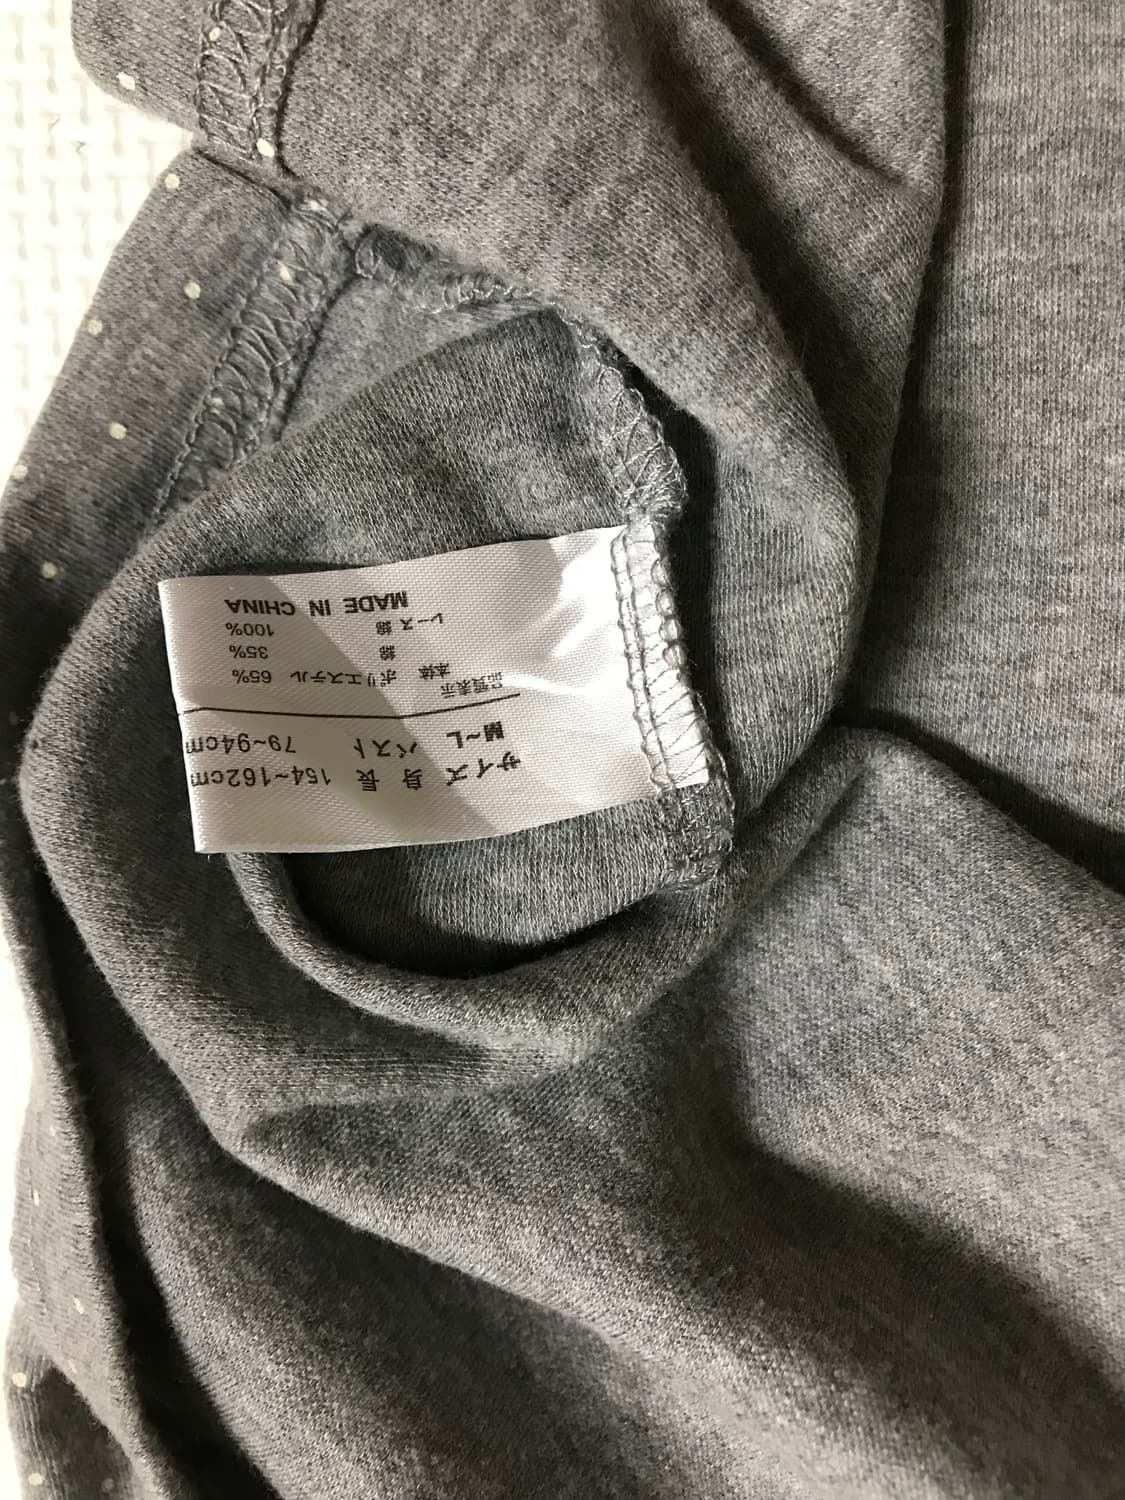 サイズ 身長 154~162cm
M~L バスト 79~94cm
品質表示
本体 ポリエステル 65%
綿 35%
レース 綿 100%
MADE IN CHINA